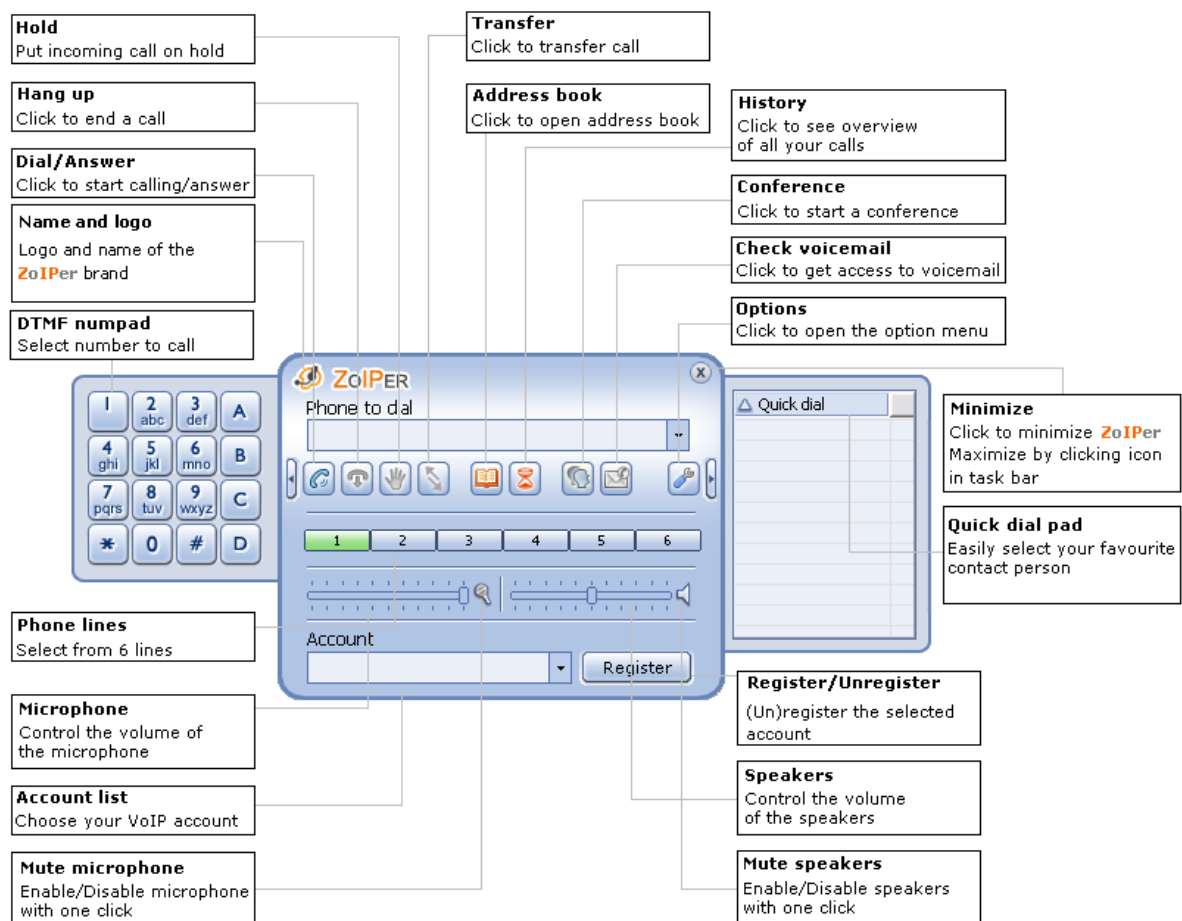 Hold
Put incoming call on hold
Hang up
Click to end a call
Dial/Answer
Click to start calling/answer
Name and logo
Logo and name of the
ZoIPer brand
DTMF numpad
Select number to call
Transfer
Click to transfer call
Address book
Click to open address book
History
Click to see overview
of all your calls
Conference
Click to start a conference
Check voicemail
Click to get access to voicemail
Options
Click to open the option menu
1 2 3 A
abc def
4 5 6 B
ghi jkl mno
7 8 9 C
pqrs tuv wxyz
* 0 # D
ZoIPER
Phone to dial
1 2 3 4 5 6
Account
Register
X
Quick dial
Minimize
Click to minimize ZoIPer
Maximize by clicking icon
in task bar
Quick dial pad
Easily select your favourite
contact person
Phone lines
Select from 6 lines
Microphone
Control the volume of
the microphone
Account list
Choose your VoIP account
Mute microphone
Enable/Disable microphone
with one click
Register/Unregister
(Un)register the selected
account
Speakers
Control the volume
of the speakers
Mute speakers
Enable/Disable speakers
with one click